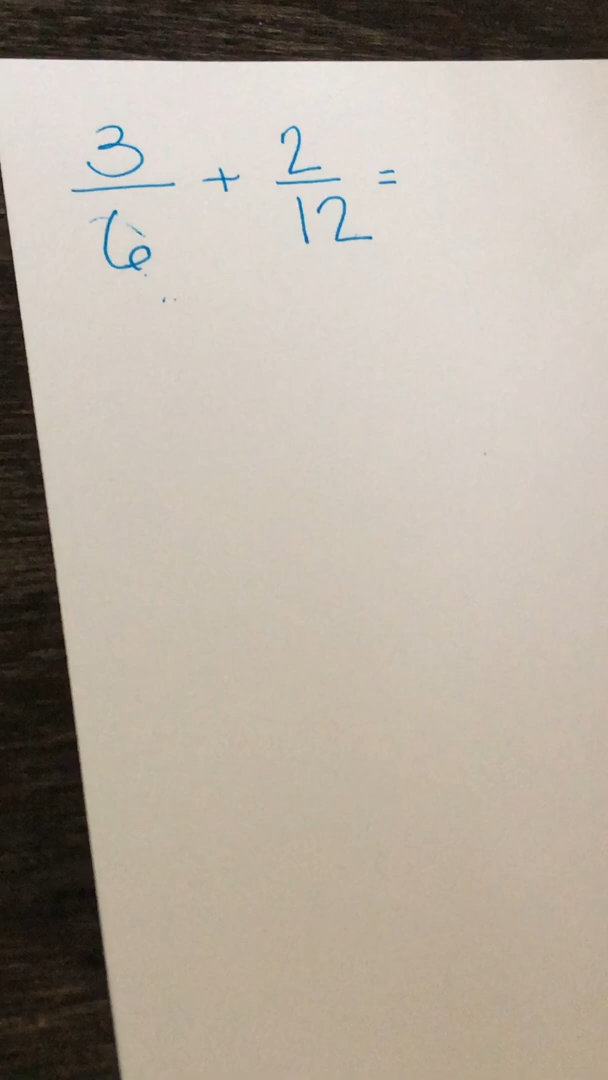 3/6 + 2/12 =